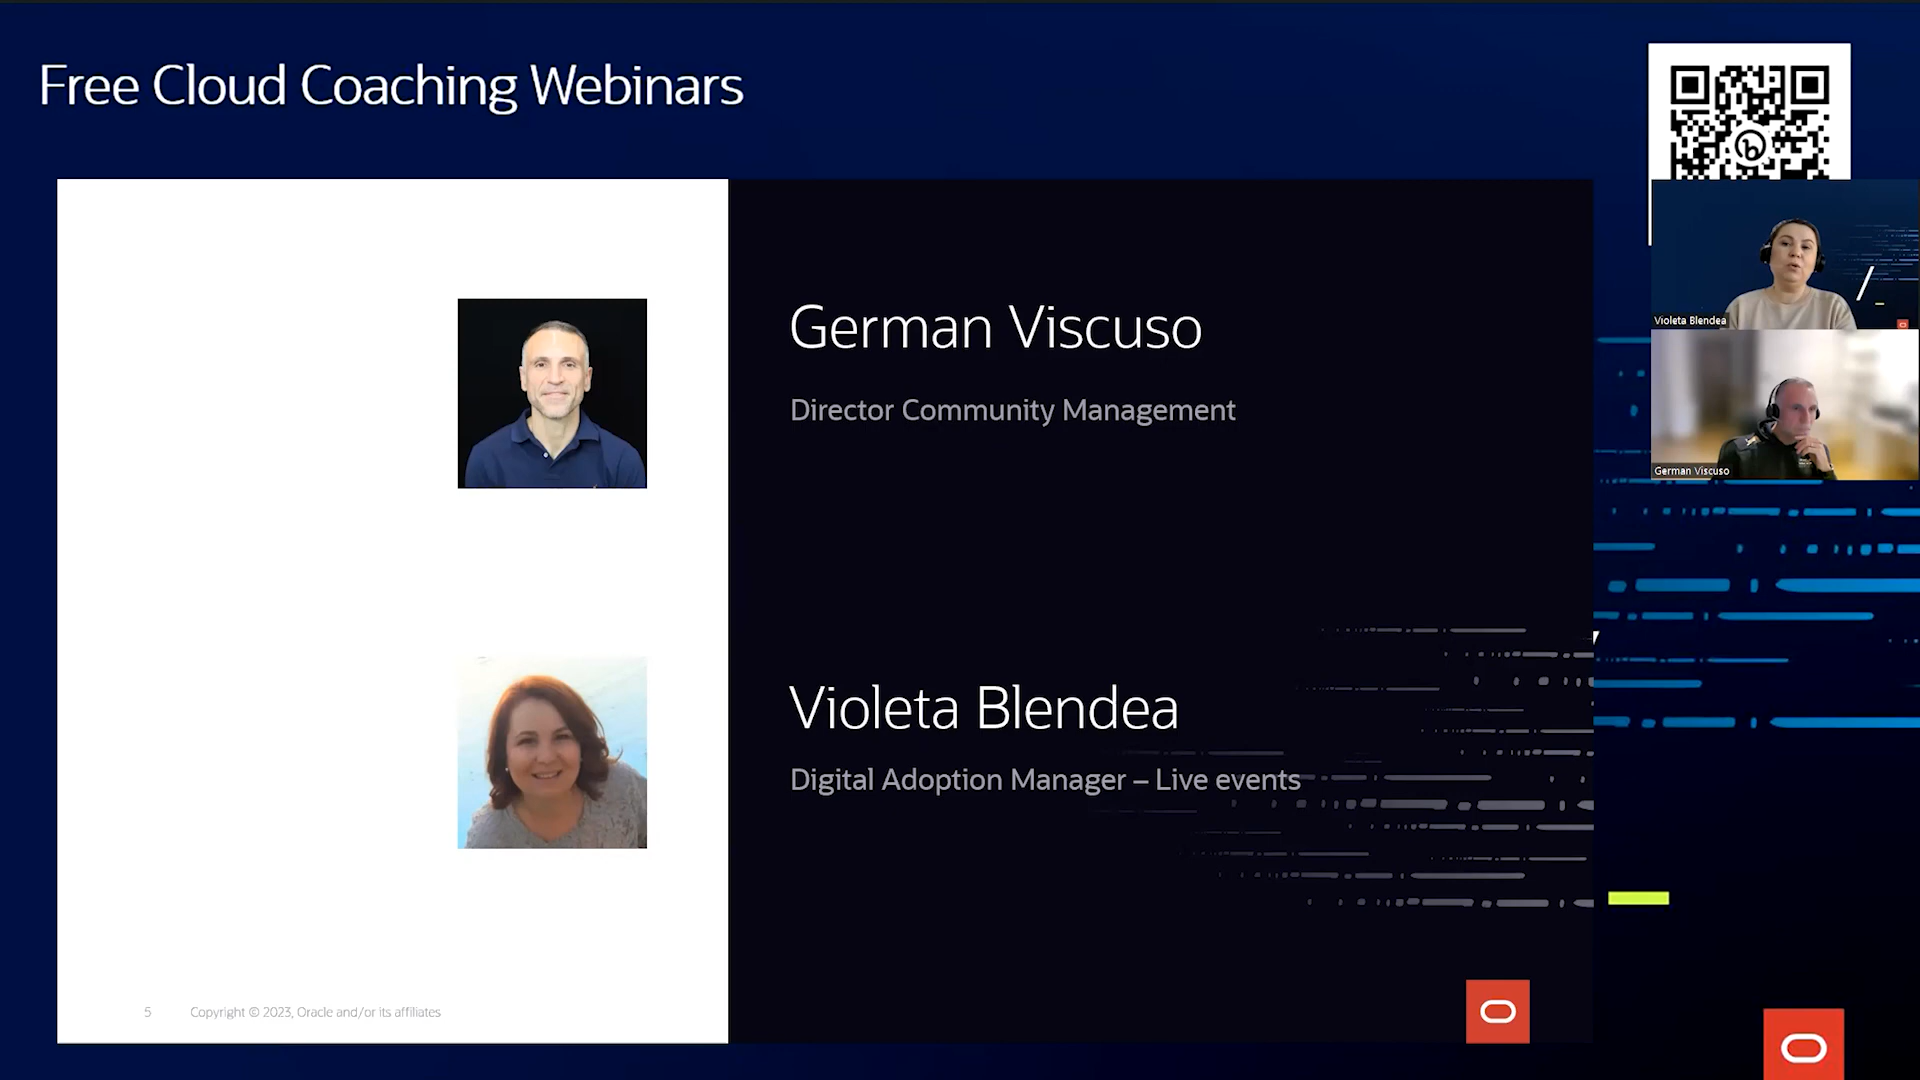 Free Cloud Coaching Webinars
German Viscuso
Director Community Management
Violeta Blendea
Digital Adoption Manager – Live events
5 Copyright © 2023, Oracle and/or its affiliates
Violeta Blendea
German Viscuso